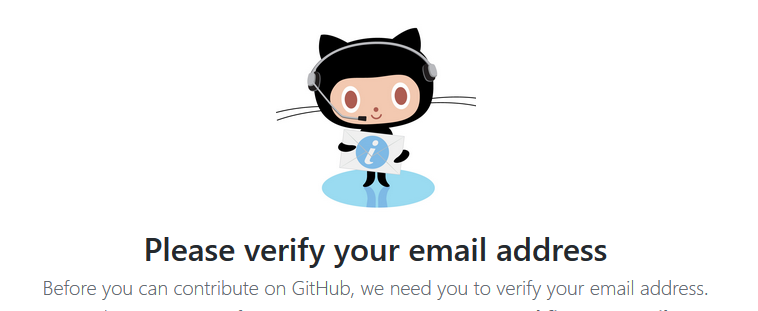 i
Please verify your email address
Before you can contribute on GitHub, we need you to verify your email address.